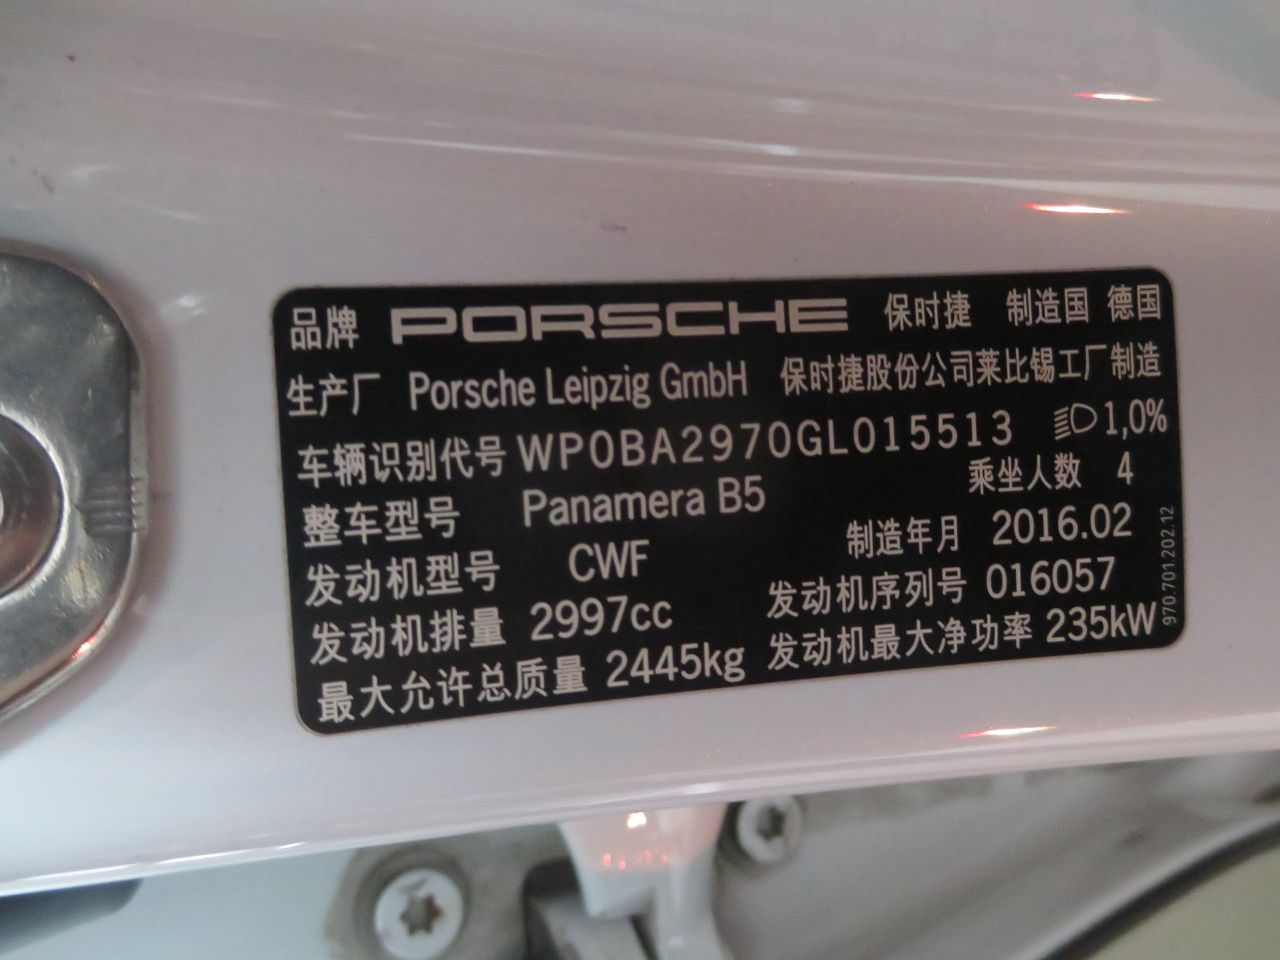 品牌 PORSCHE 保时捷 制造国 德国
生产厂 Porsche Leipzig GmbH 保时捷股份公司莱比锡工厂制造
车辆识别代号 WP0BA2970GL015513 1,0%
整车型号 Panamera B5 乘坐人数 4
发动机型号 CWF 制造年月 2016.02
发动机排量 2997cc 发动机序列号 016057
最大允许总质量 2445kg 发动机最大净功率 235kW
970.701.202.12